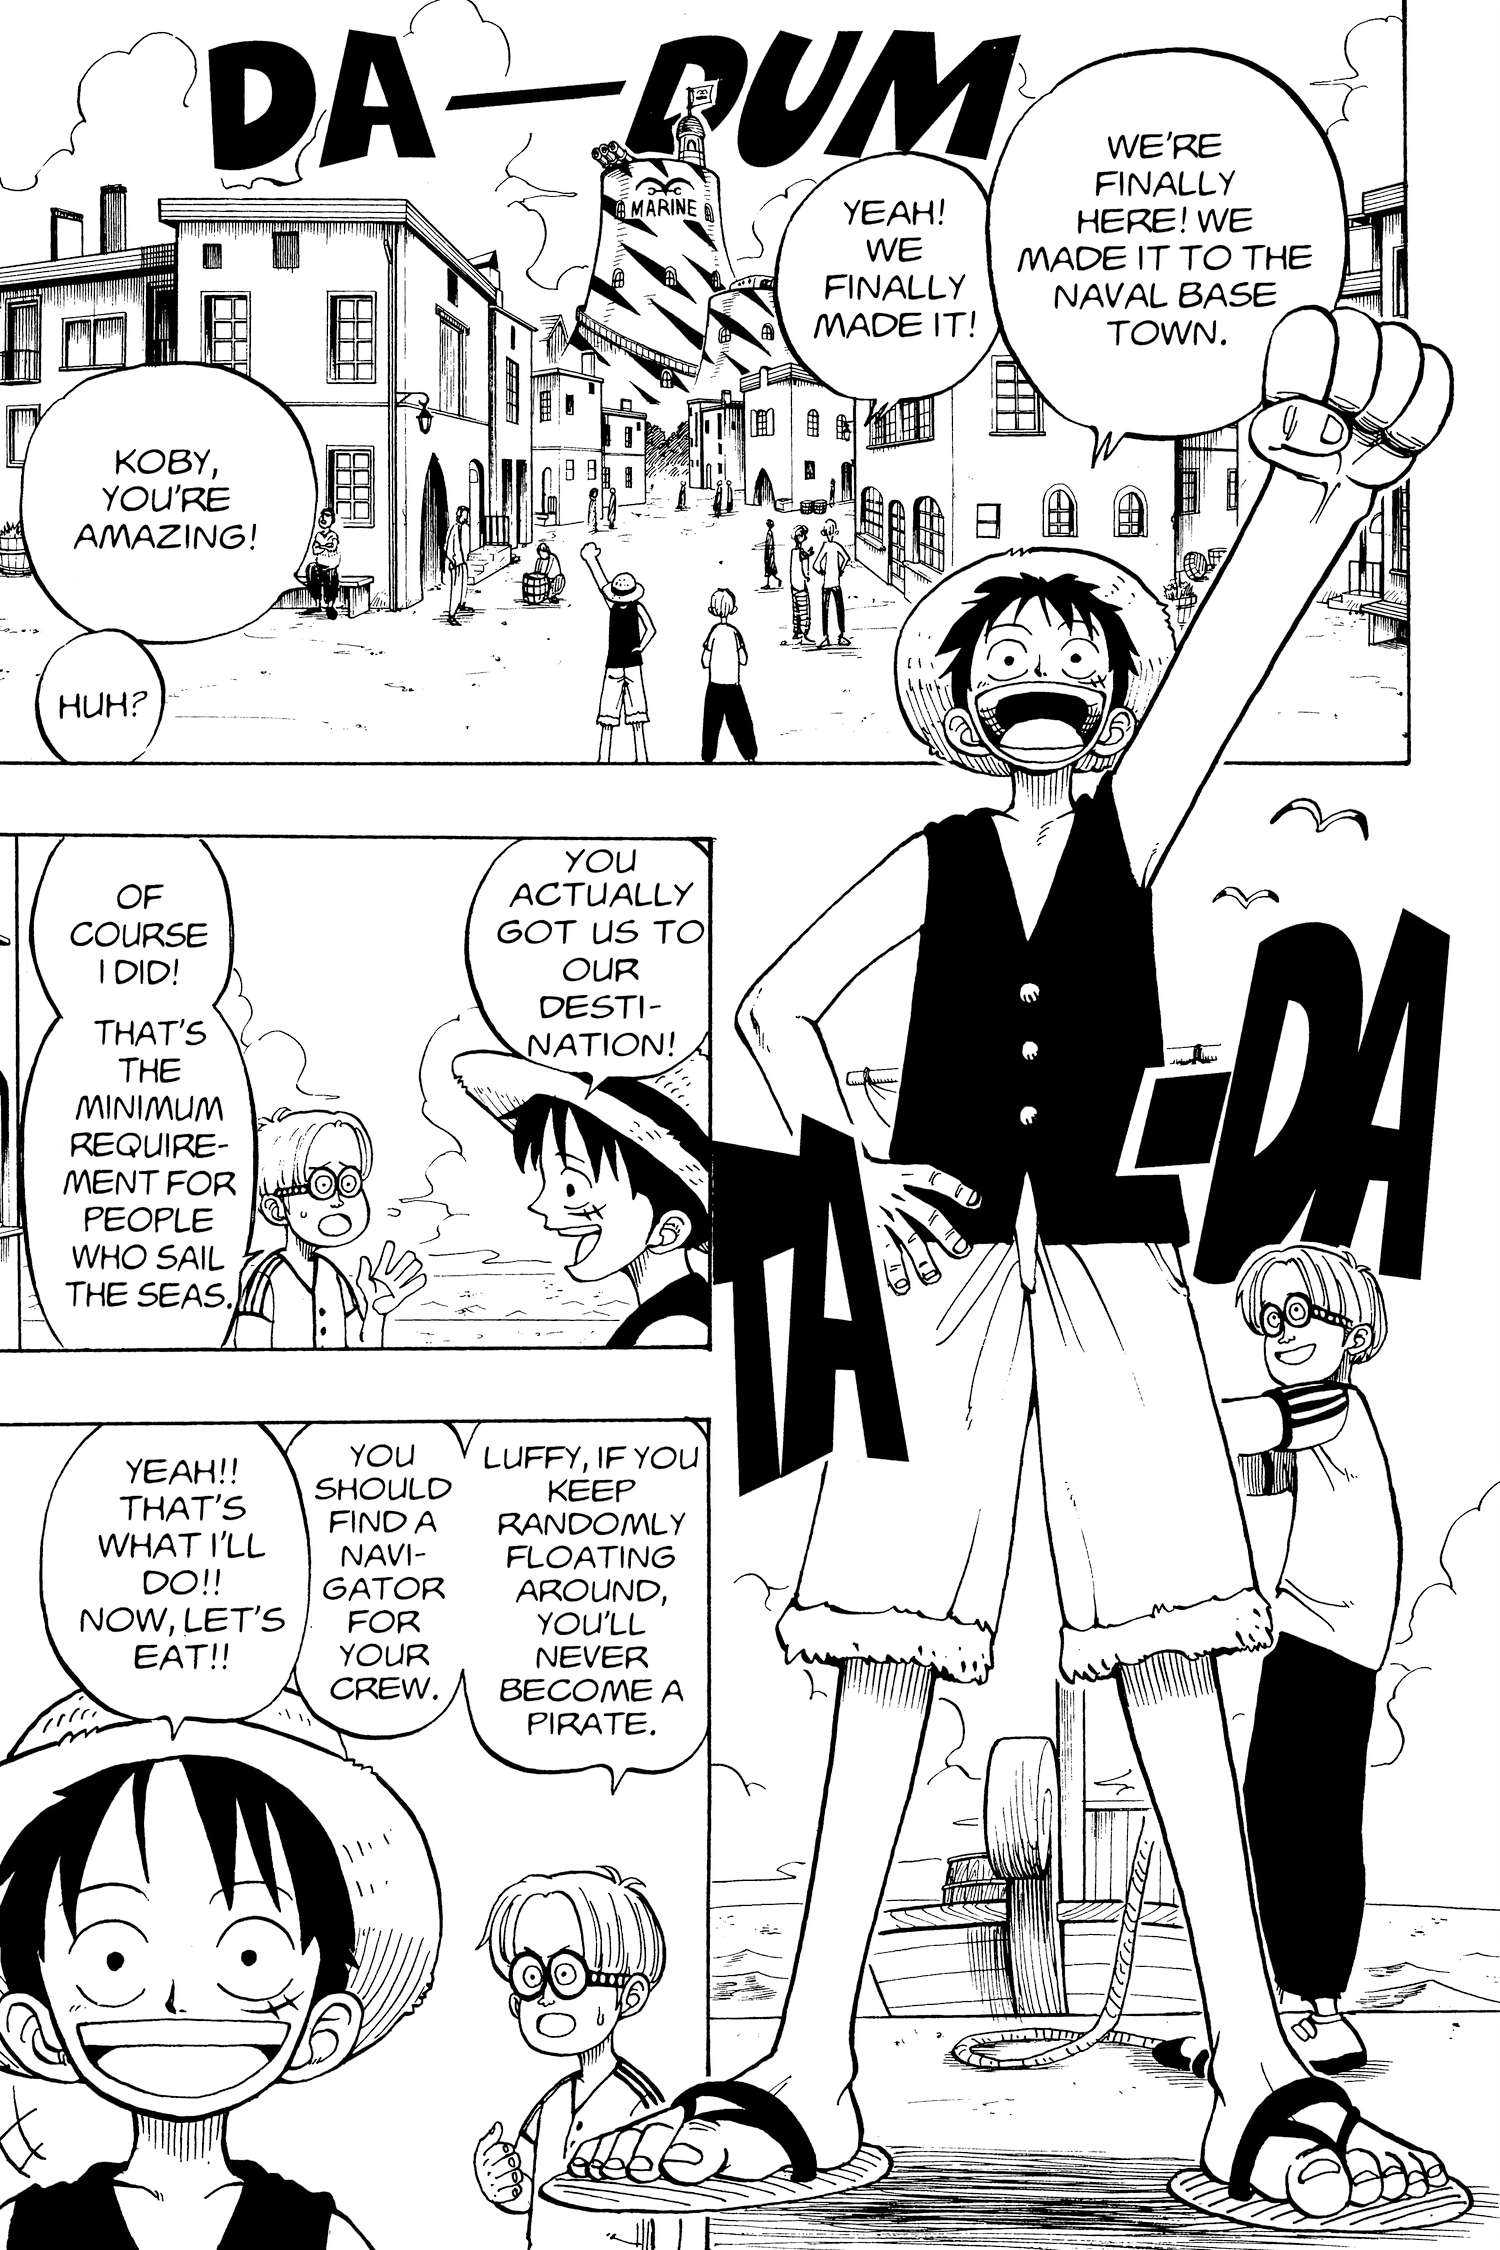 DA—DUM
WE'RE
FINALLY
HERE! WE
MADE IT TO THE
NAVAL BASE
TOWN.
YEAH!
WE
FINALLY
MADE IT!
MARINE
KOBY,
YOU'RE
AMAZING!
HUH?
TA-DA
YOU
ACTUALLY
GOT US TO
OUR
DESTI-
NATION!
OF
COURSE
I DID!
THAT'S
THE
MINIMUM
REQUIRE-
MENT FOR
PEOPLE
WHO SAIL
THE SEAS.
LUFFY, IF YOU
KEEP
RANDOMLY
FLOATING
AROUND,
YOU'LL
NEVER
BECOME A
PIRATE.
YOU
SHOULD
FIND A
NAVI-
GATOR
FOR
YOUR
CREW.
YEAH!!
THAT'S
WHAT I'LL
DO!!
NOW, LET'S
EAT!!